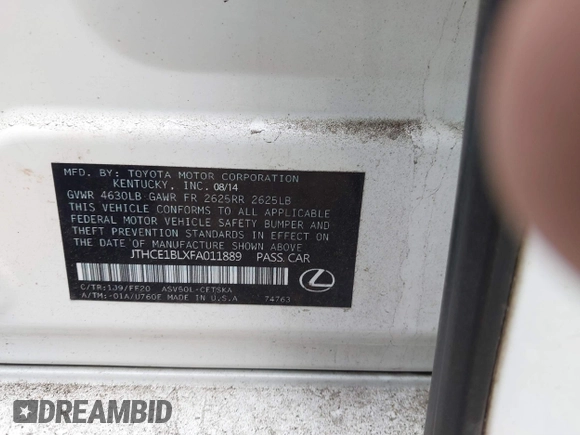 MFD. BY: TOYOTA MOTOR CORPORATION
KENTUCKY, INC. 08/14
GVWR 4630LB GAWR FR 2625RR 2625LB
THIS VEHICLE CONFORMS TO ALL APPLICABLE
FEDERAL MOTOR VEHICLE SAFETY BUMPER AND
THEFT PREVENTION STANDARDS IN EFFECT ON
THE DATE OF MANUFACTURE SHOWN ABOVE.
JTHCE1BLXFA011889 PASS. CAR
C/TR: 1J9/FF20 ASV50L-CETSKA
A/TM: -01A/U760F MADE IN U.S.A 74763
DREAMBID